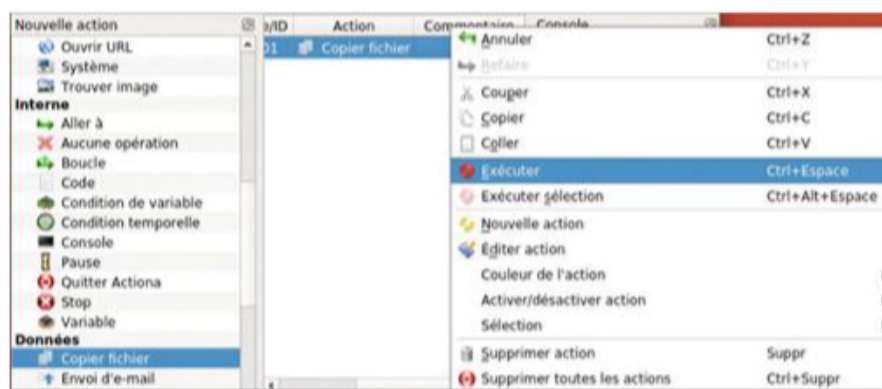 Nouvelle action
Ouvrir URL
Système
Trouver image
Interne
Aller à
Aucune opération
Boucle
Code
Condition de variable
Condition temporelle
Console
Pause
Quitter Actiona
Stop
Variable
Données
Copier fichier
Envoi d'e-mail
e/ID Action Commentaire Console
01 Copier fichier
Annuler Ctrl+Z
Refaire Ctrl+Y
Couper Ctrl+X
Copier Ctrl+C
Coller Ctrl+V
Exécuter Ctrl+Espace
Exécuter sélection Ctrl+Alt+Espace
Nouvelle action
Éditer action
Couleur de l'action
Activer/désactiver action
Sélection
Supprimer action Suppr
Supprimer toutes les actions Ctrl+Suppr